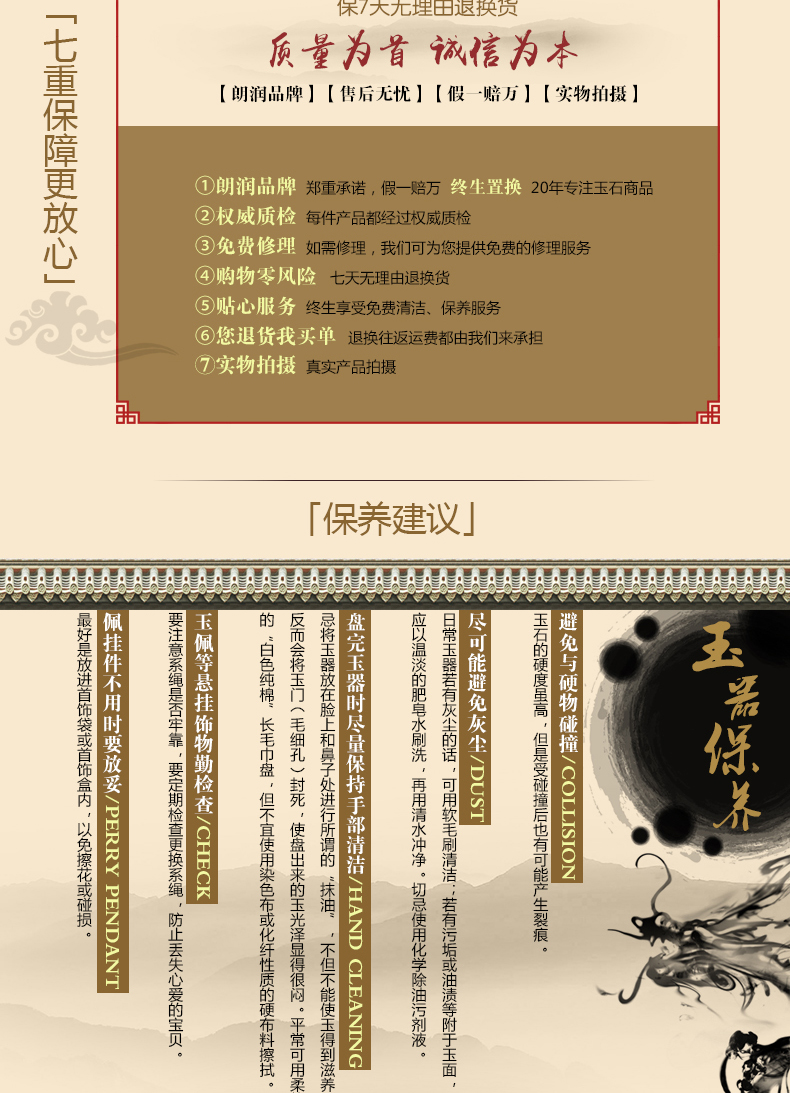 「七重保障更放心」
保7天无理由退换货
质量为首 诚信为本
【朗润品牌】【售后无忧】【假一赔万】【实物拍摄】
①朗润品牌 郑重承诺，假一赔万 终生置换 20年专注玉石商品
②权威质检 每件产品都经过权威质检
③免费修理 如需修理，我们可为您提供免费的修理服务
④购物零风险 七天无理由退换货
⑤贴心服务 终生享受免费清洁、保养服务
⑥您退货我买单 退换往返运费都由我们来承担
⑦实物拍摄 真实产品拍摄
「保养建议」
玉器保养
避免与硬物碰撞/COLLISION
玉石的硬度虽高，但是受碰撞后也有可能产生裂痕。
尽可能避免灰尘/DUST
日常玉器若有灰尘的话，可用软毛刷清洁；若有污垢或油渍等附于玉面，
应以温淡的肥皂水刷洗，再用清水冲净。切忌使用化学除油污剂液。
盘完玉器时尽量保持手部清洁/HAND CLEANING
忌将玉器放在脸上和鼻子处进行所谓的“抹油”，不但不能使玉得到滋养
反而会将玉门（毛细孔）封死，使盘出来的玉光泽显得很闷。平常可用柔
的“白色纯棉”长毛巾盘，但不宜使用染色布或化纤性质的硬布料擦拭。
玉佩等悬挂饰物勤检查/CHECK
要注意系绳是否牢靠，要定期检查更换系绳，防止丢失心爱的宝贝。
佩挂件不用时要放妥/PERRY PENDANT
最好是放进首饰袋或首饰盒内，以免擦花或碰损。